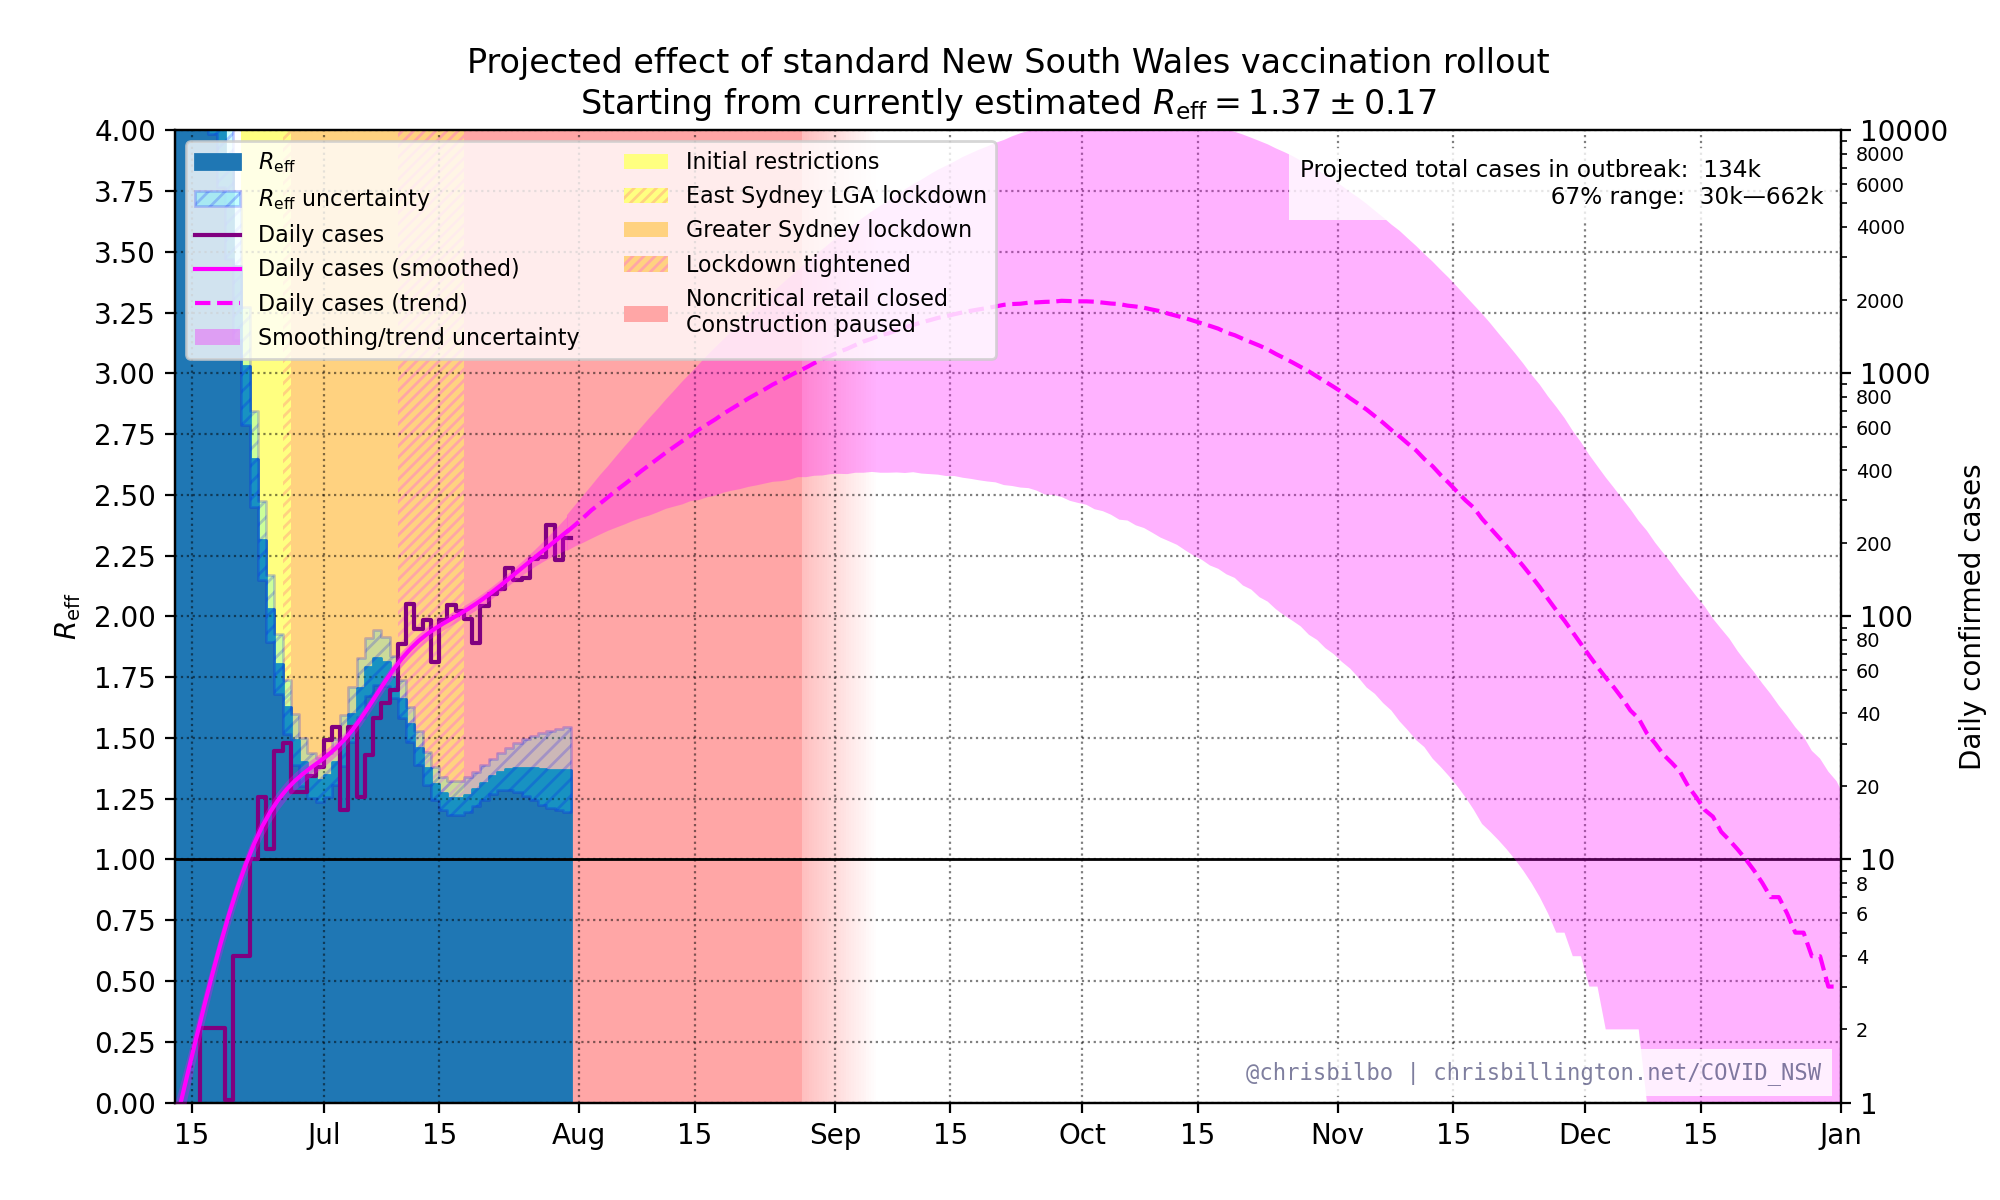 Projected effect of standard New South Wales vaccination rollout
Starting from currently estimated R_eff = 1.37 ± 0.17
R_eff
R_eff uncertainty
Daily cases
Daily cases (smoothed)
Daily cases (trend)
Smoothing/trend uncertainty
Initial restrictions
East Sydney LGA lockdown
Greater Sydney lockdown
Lockdown tightened
Noncritical retail closed
Construction paused
Projected total cases in outbreak: 134k
67% range: 30k—662k
R_eff
4.00
3.75
3.50
3.25
3.00
2.75
2.50
2.25
2.00
1.75
1.50
1.25
1.00
0.75
0.50
0.25
0.00
10000
8000
6000
4000
2000
1000
800
600
400
200
100
80
60
40
20
10
8
6
4
2
1
Daily confirmed cases
@chrisbilbo | chrisbillington.net/COVID_NSW
15 Jul 15 Aug 15 Sep 15 Oct 15 Nov 15 Dec 15 Jan